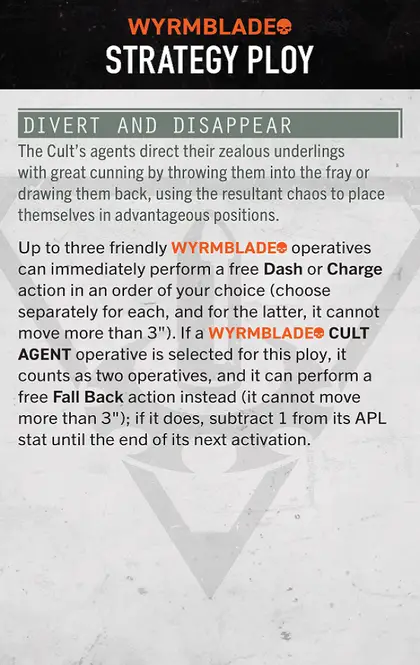 WYRMBLADE
STRATEGY PLOY
DIVERT AND DISAPPEAR
The Cult's agents direct their zealous underlings
with great cunning by throwing them into the fray or
drawing them back, using the resultant chaos to place
themselves in advantageous positions.
Up to three friendly WYRMBLADE operatives
can immediately perform a free Dash or Charge
action in an order of your choice (choose
separately for each, and for the latter, it cannot
move more than 3"). If a WYRMBLADE CULT
AGENT operative is selected for this ploy, it
counts as two operatives, and it can perform a
free Fall Back action instead (it cannot move
more than 3"); if it does, subtract 1 from its APL
stat until the end of its next activation.